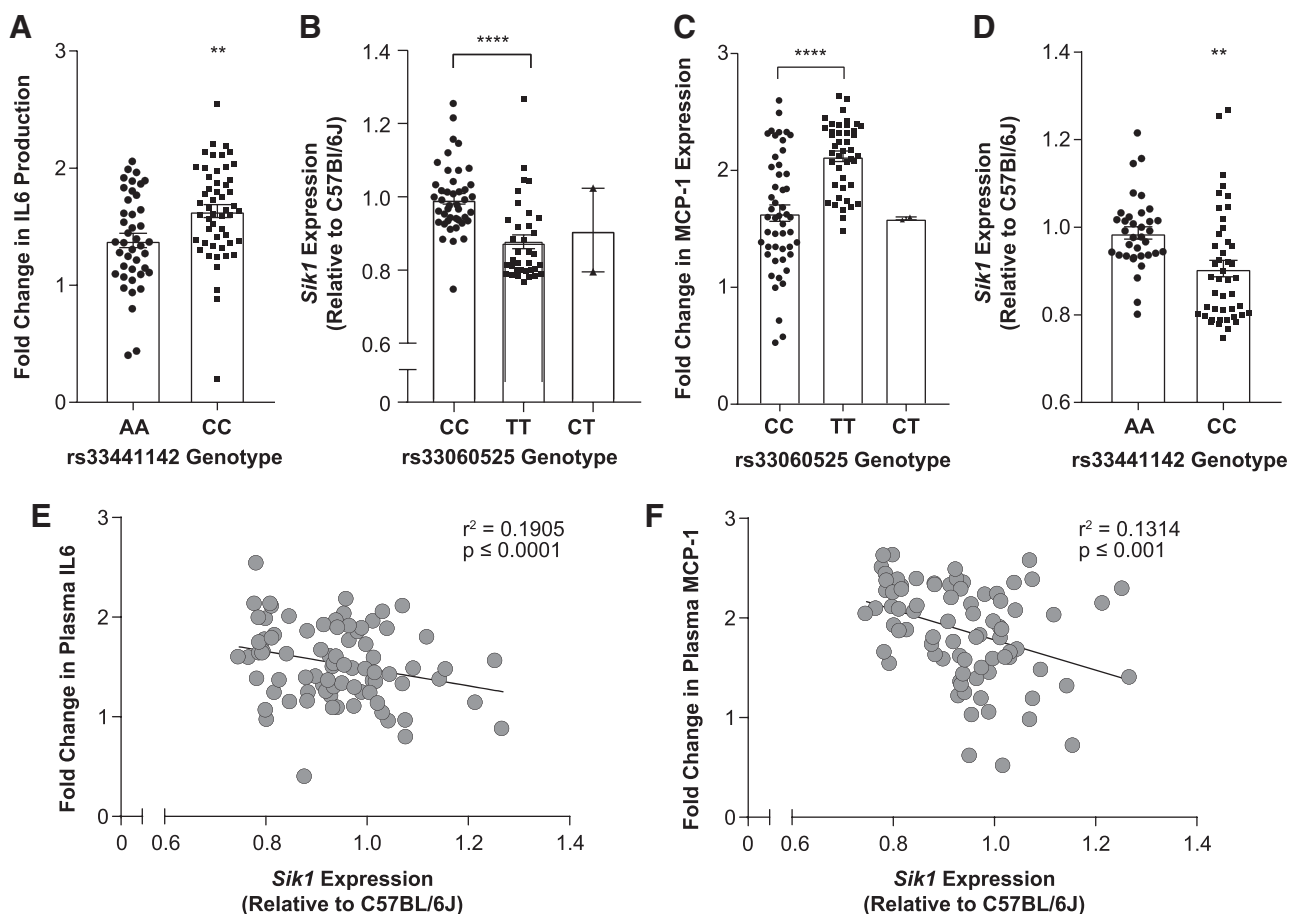 A
Fold Change in IL6 Production
3
2
1
0
**
AA CC
rs33441142 Genotype
B
Sik1 Expression
(Relative to C57Bl/6J)
1.4
1.2
1.0
0.8
0.6
0
****
CC TT CT
rs33060525 Genotype
C
Fold Change in MCP-1 Expression
3
2
1
0
****
CC TT CT
rs33060525 Genotype
D
Sik1 Expression
(Relative to C57Bl/6J)
1.4
1.2
1.0
0.8
0.6
**
AA CC
rs33441142 Genotype
E
Fold Change in Plasma IL6
3
2
1
0
r² = 0.1905
p ≤ 0.0001
0 0.6 0.8 1.0 1.2 1.4
Sik1 Expression
(Relative to C57BL/6J)
F
Fold Change in Plasma MCP-1
3
2
1
0
r² = 0.1314
p ≤ 0.001
0 0.6 0.8 1.0 1.2 1.4
Sik1 Expression
(Relative to C57BL/6J)